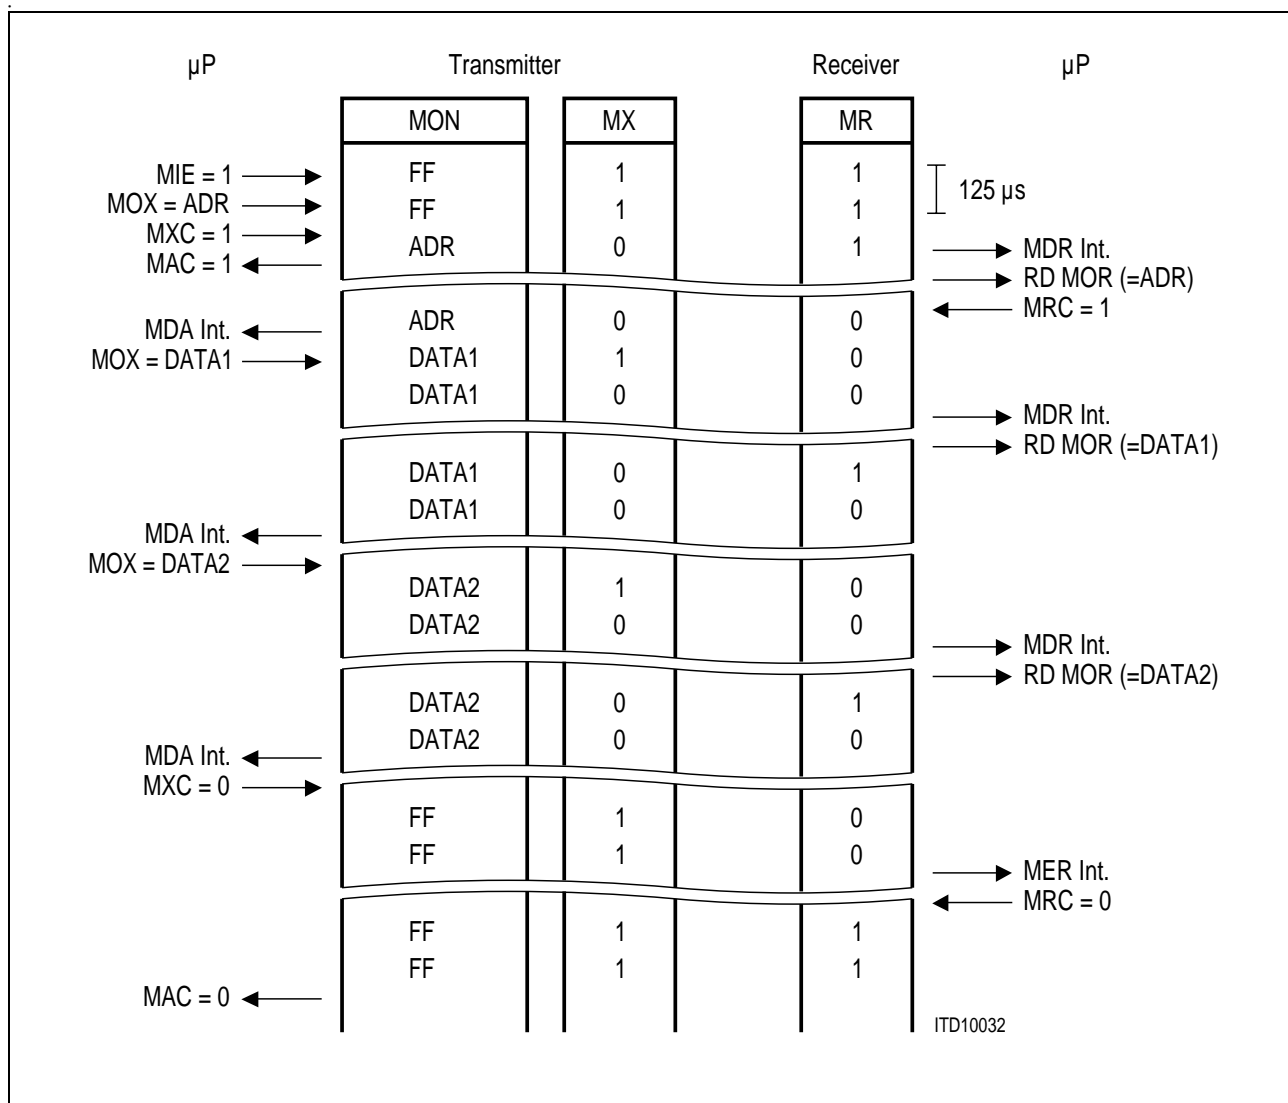 .
µP Transmitter Receiver µP
MON MX MR
MIE = 1 FF 1 1
125 µs
MOX = ADR FF 1 1
MXC = 1 ADR 0 1 MDR Int.
MAC = 1 RD MOR (=ADR)
MRC = 1
MDA Int. ADR 0 0
MOX = DATA1 DATA1 1 0
DATA1 0 0
MDR Int.
RD MOR (=DATA1)
DATA1 0 1
DATA1 0 0
MDA Int.
MOX = DATA2
DATA2 1 0
DATA2 0 0
MDR Int.
RD MOR (=DATA2)
DATA2 0 1
DATA2 0 0
MDA Int.
MXC = 0
FF 1 0
FF 1 0
MER Int.
MRC = 0
FF 1 1
FF 1 1
MAC = 0
ITD10032